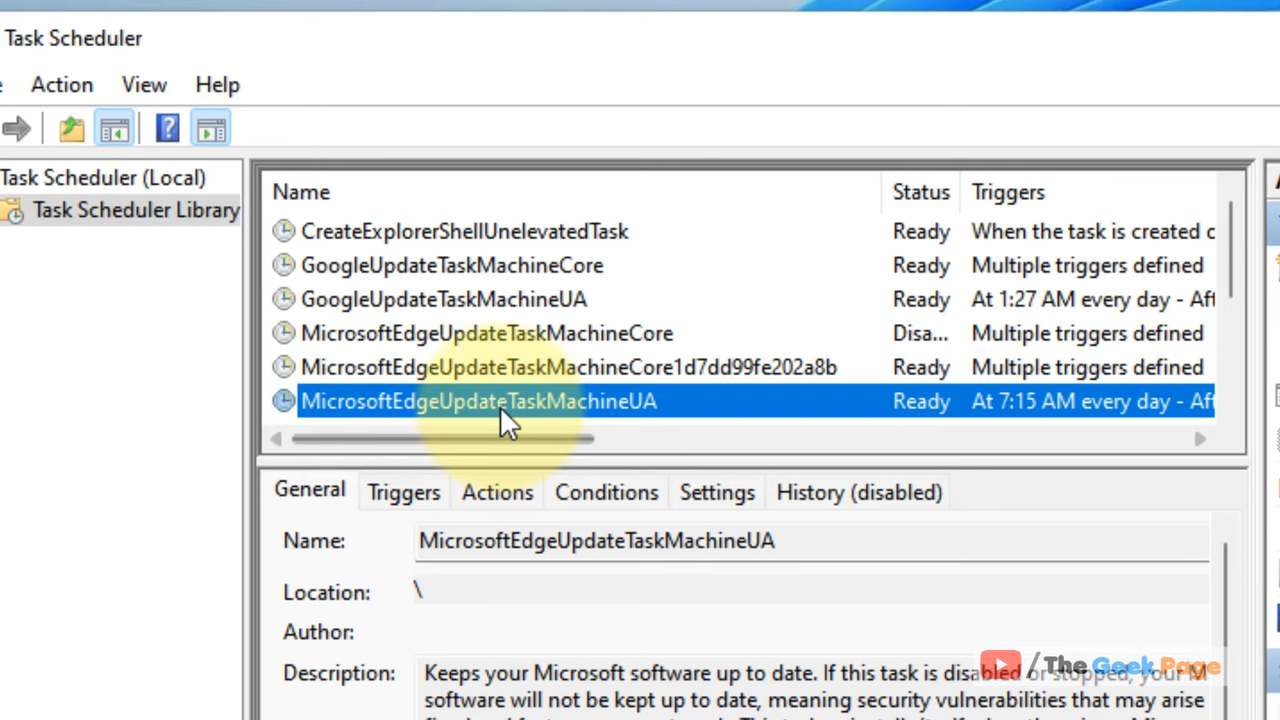 Task Scheduler
Action View Help
Task Scheduler (Local)
Task Scheduler Library
Name Status Triggers
CreateExplorerShellUnelevatedTask Ready When the task is created
GoogleUpdateTaskMachineCore Ready Multiple triggers defined
GoogleUpdateTaskMachineUA Ready At 1:27 AM every day - Aft
MicrosoftEdgeUpdateTaskMachineCore Disa... Multiple triggers defined
MicrosoftEdgeUpdateTaskMachineCore1d7dd99fe202a8b Ready Multiple triggers defined
MicrosoftEdgeUpdateTaskMachineUA Ready At 7:15 AM every day - Aft
General Triggers Actions Conditions Settings History (disabled)
Name: MicrosoftEdgeUpdateTaskMachineUA
Location: \
Author:
Description: Keeps your Microsoft software up to date. If this task is disabled or stopped, your M
software will not be kept up to date, meaning security vulnerabilities that may arise
/The Geek Page